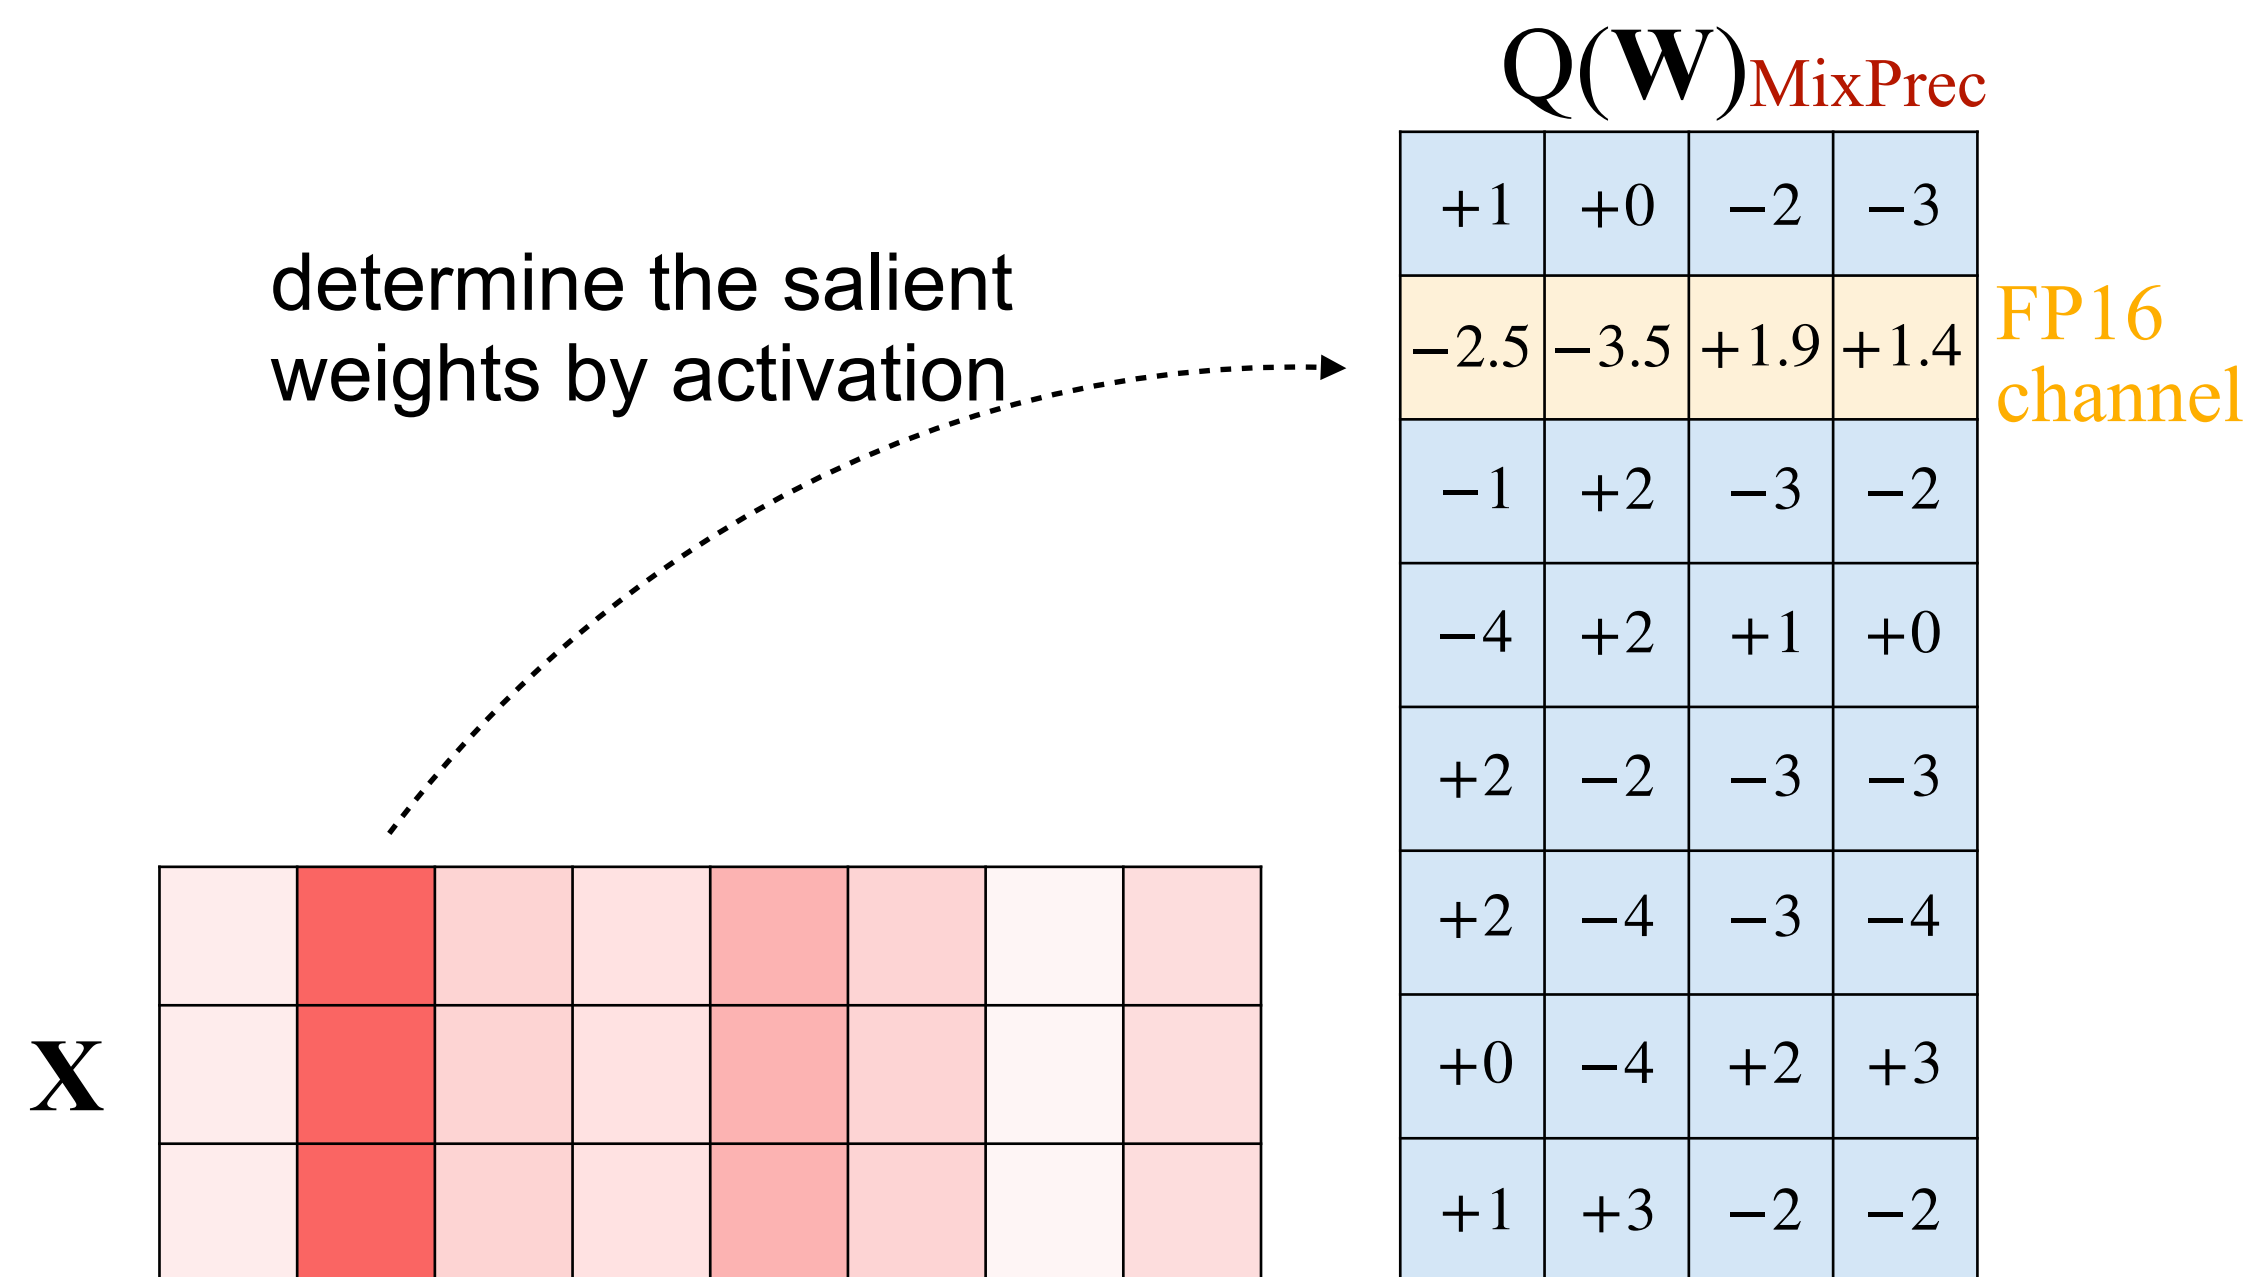 Q(W)MixPrec
determine the salient
weights by activation
+1 +0 −2 −3
−2.5 −3.5 +1.9 +1.4
FP16
channel
−1 +2 −3 −2
−4 +2 +1 +0
+2 −2 −3 −3
+2 −4 −3 −4
+0 −4 +2 +3
+1 +3 −2 −2
X